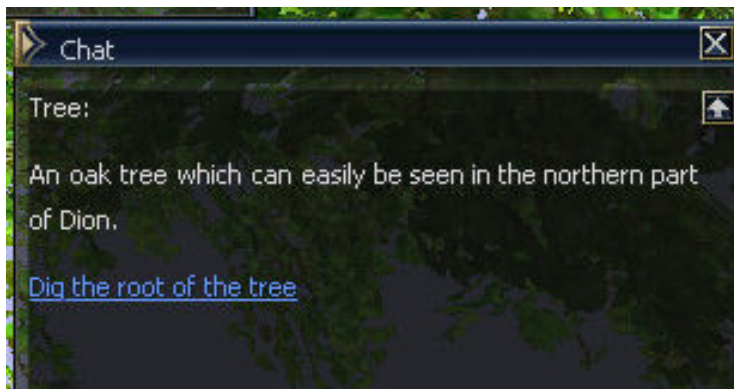 Chat
Tree:
An oak tree which can easily be seen in the northern part
of Dion.
Dig the root of the tree